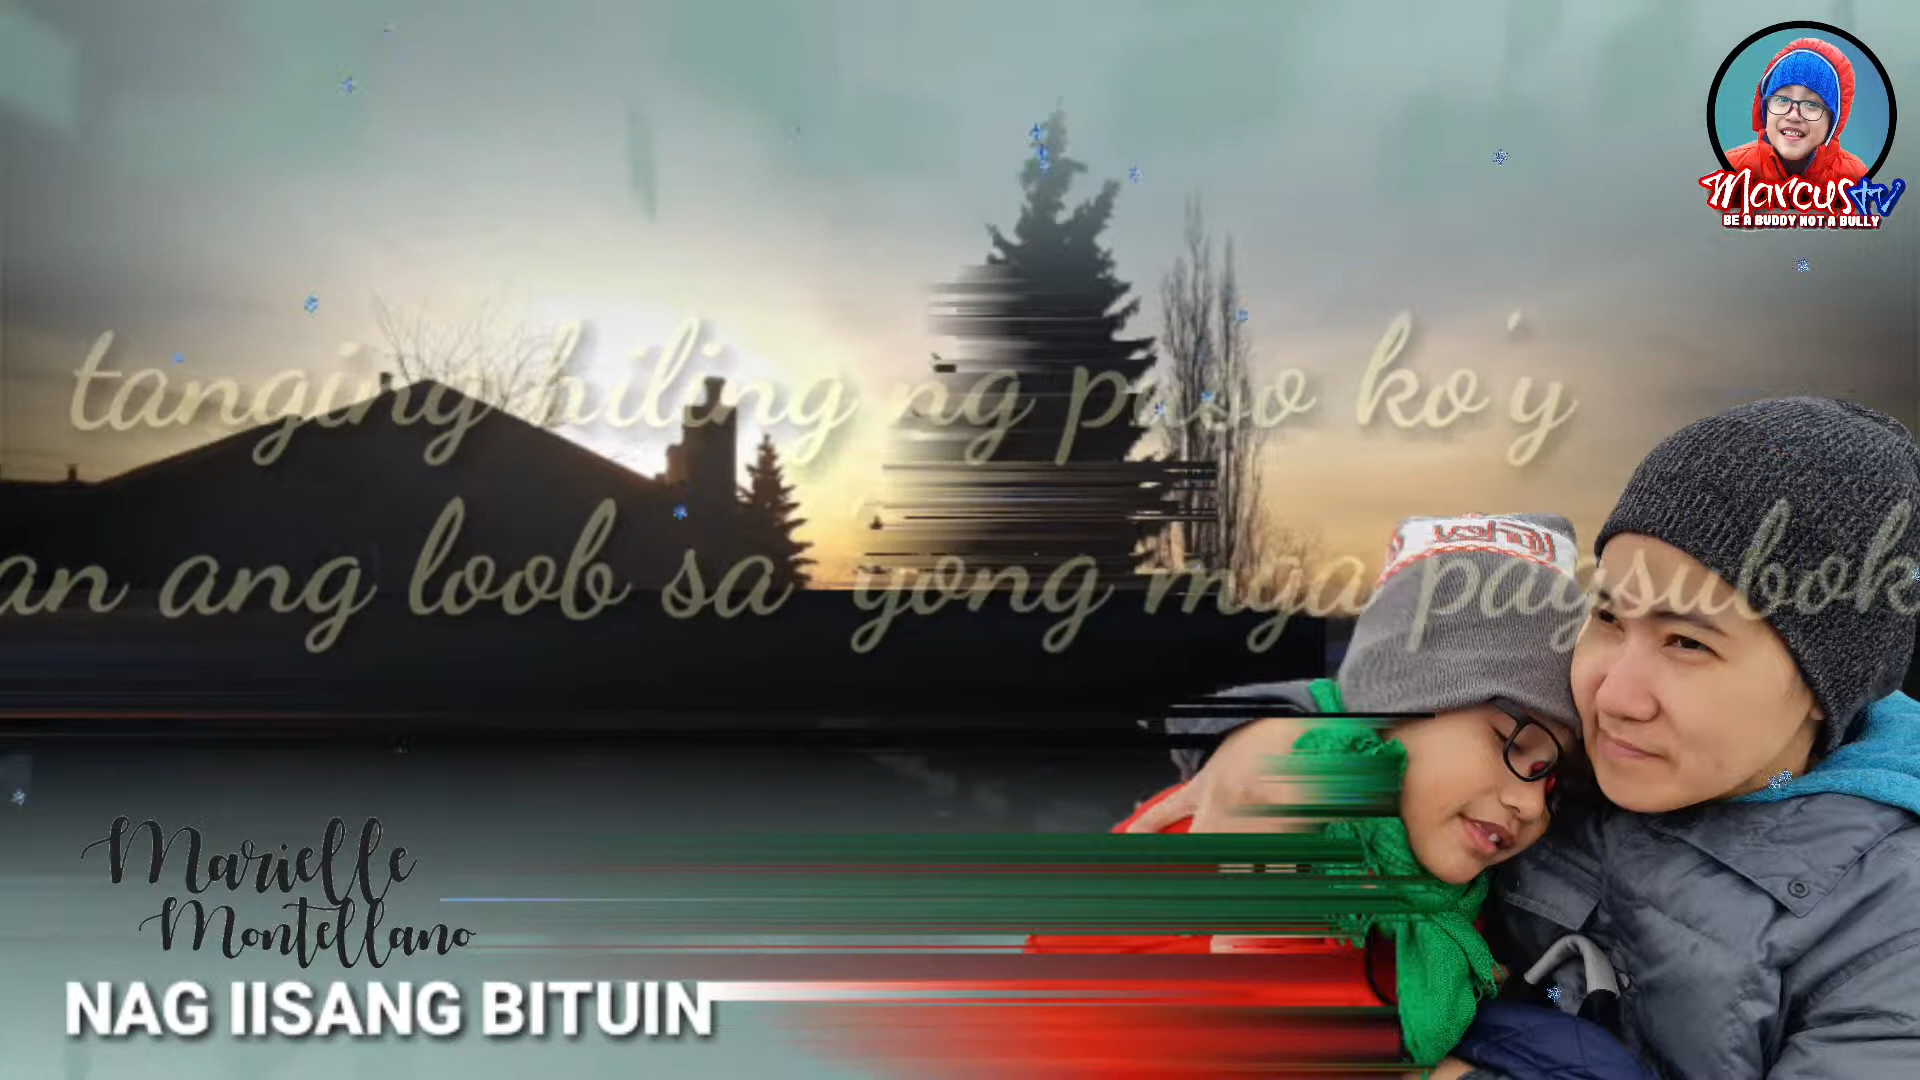 Marcus tv
BE A BUDDY NOT A BULLY
tanging hiling ng puso ko'y
an ang loob sa yong mga pagsubok
Marielle
Montellano
NAG IISANG BITUIN